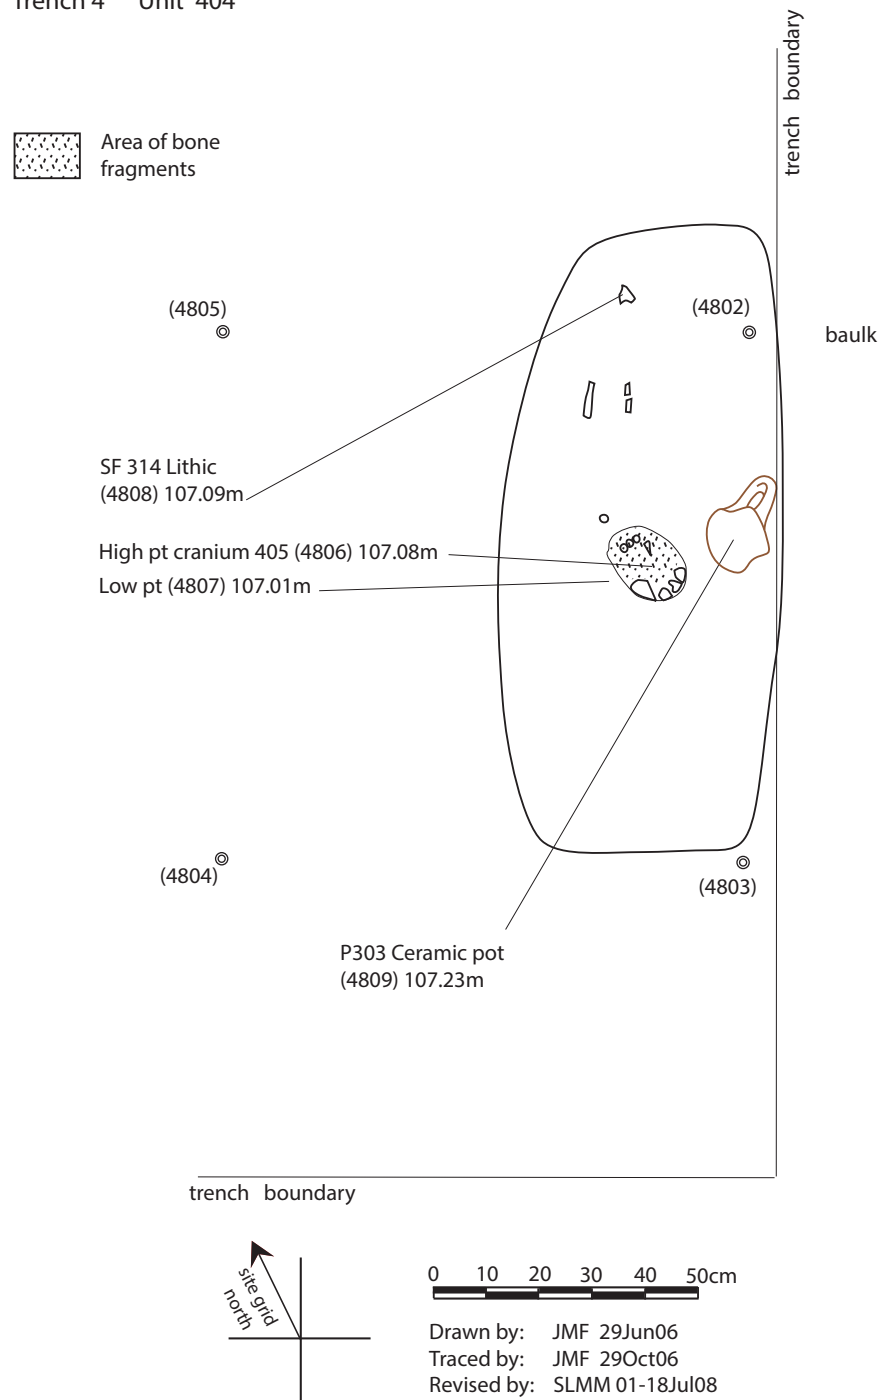 Trench 4 Unit 404
trench boundary
Area of bone
fragments
(4805)
(4802)
baulk
SF 314 Lithic
(4808) 107.09m
High pt cranium 405 (4806) 107.08m
Low pt (4807) 107.01m
(4804)
(4803)
P303 Ceramic pot
(4809) 107.23m
trench boundary
site grid
north
0 10 20 30 40 50cm
Drawn by: JMF 29Jun06
Traced by: JMF 29Oct06
Revised by: SLMM 01-18Jul08